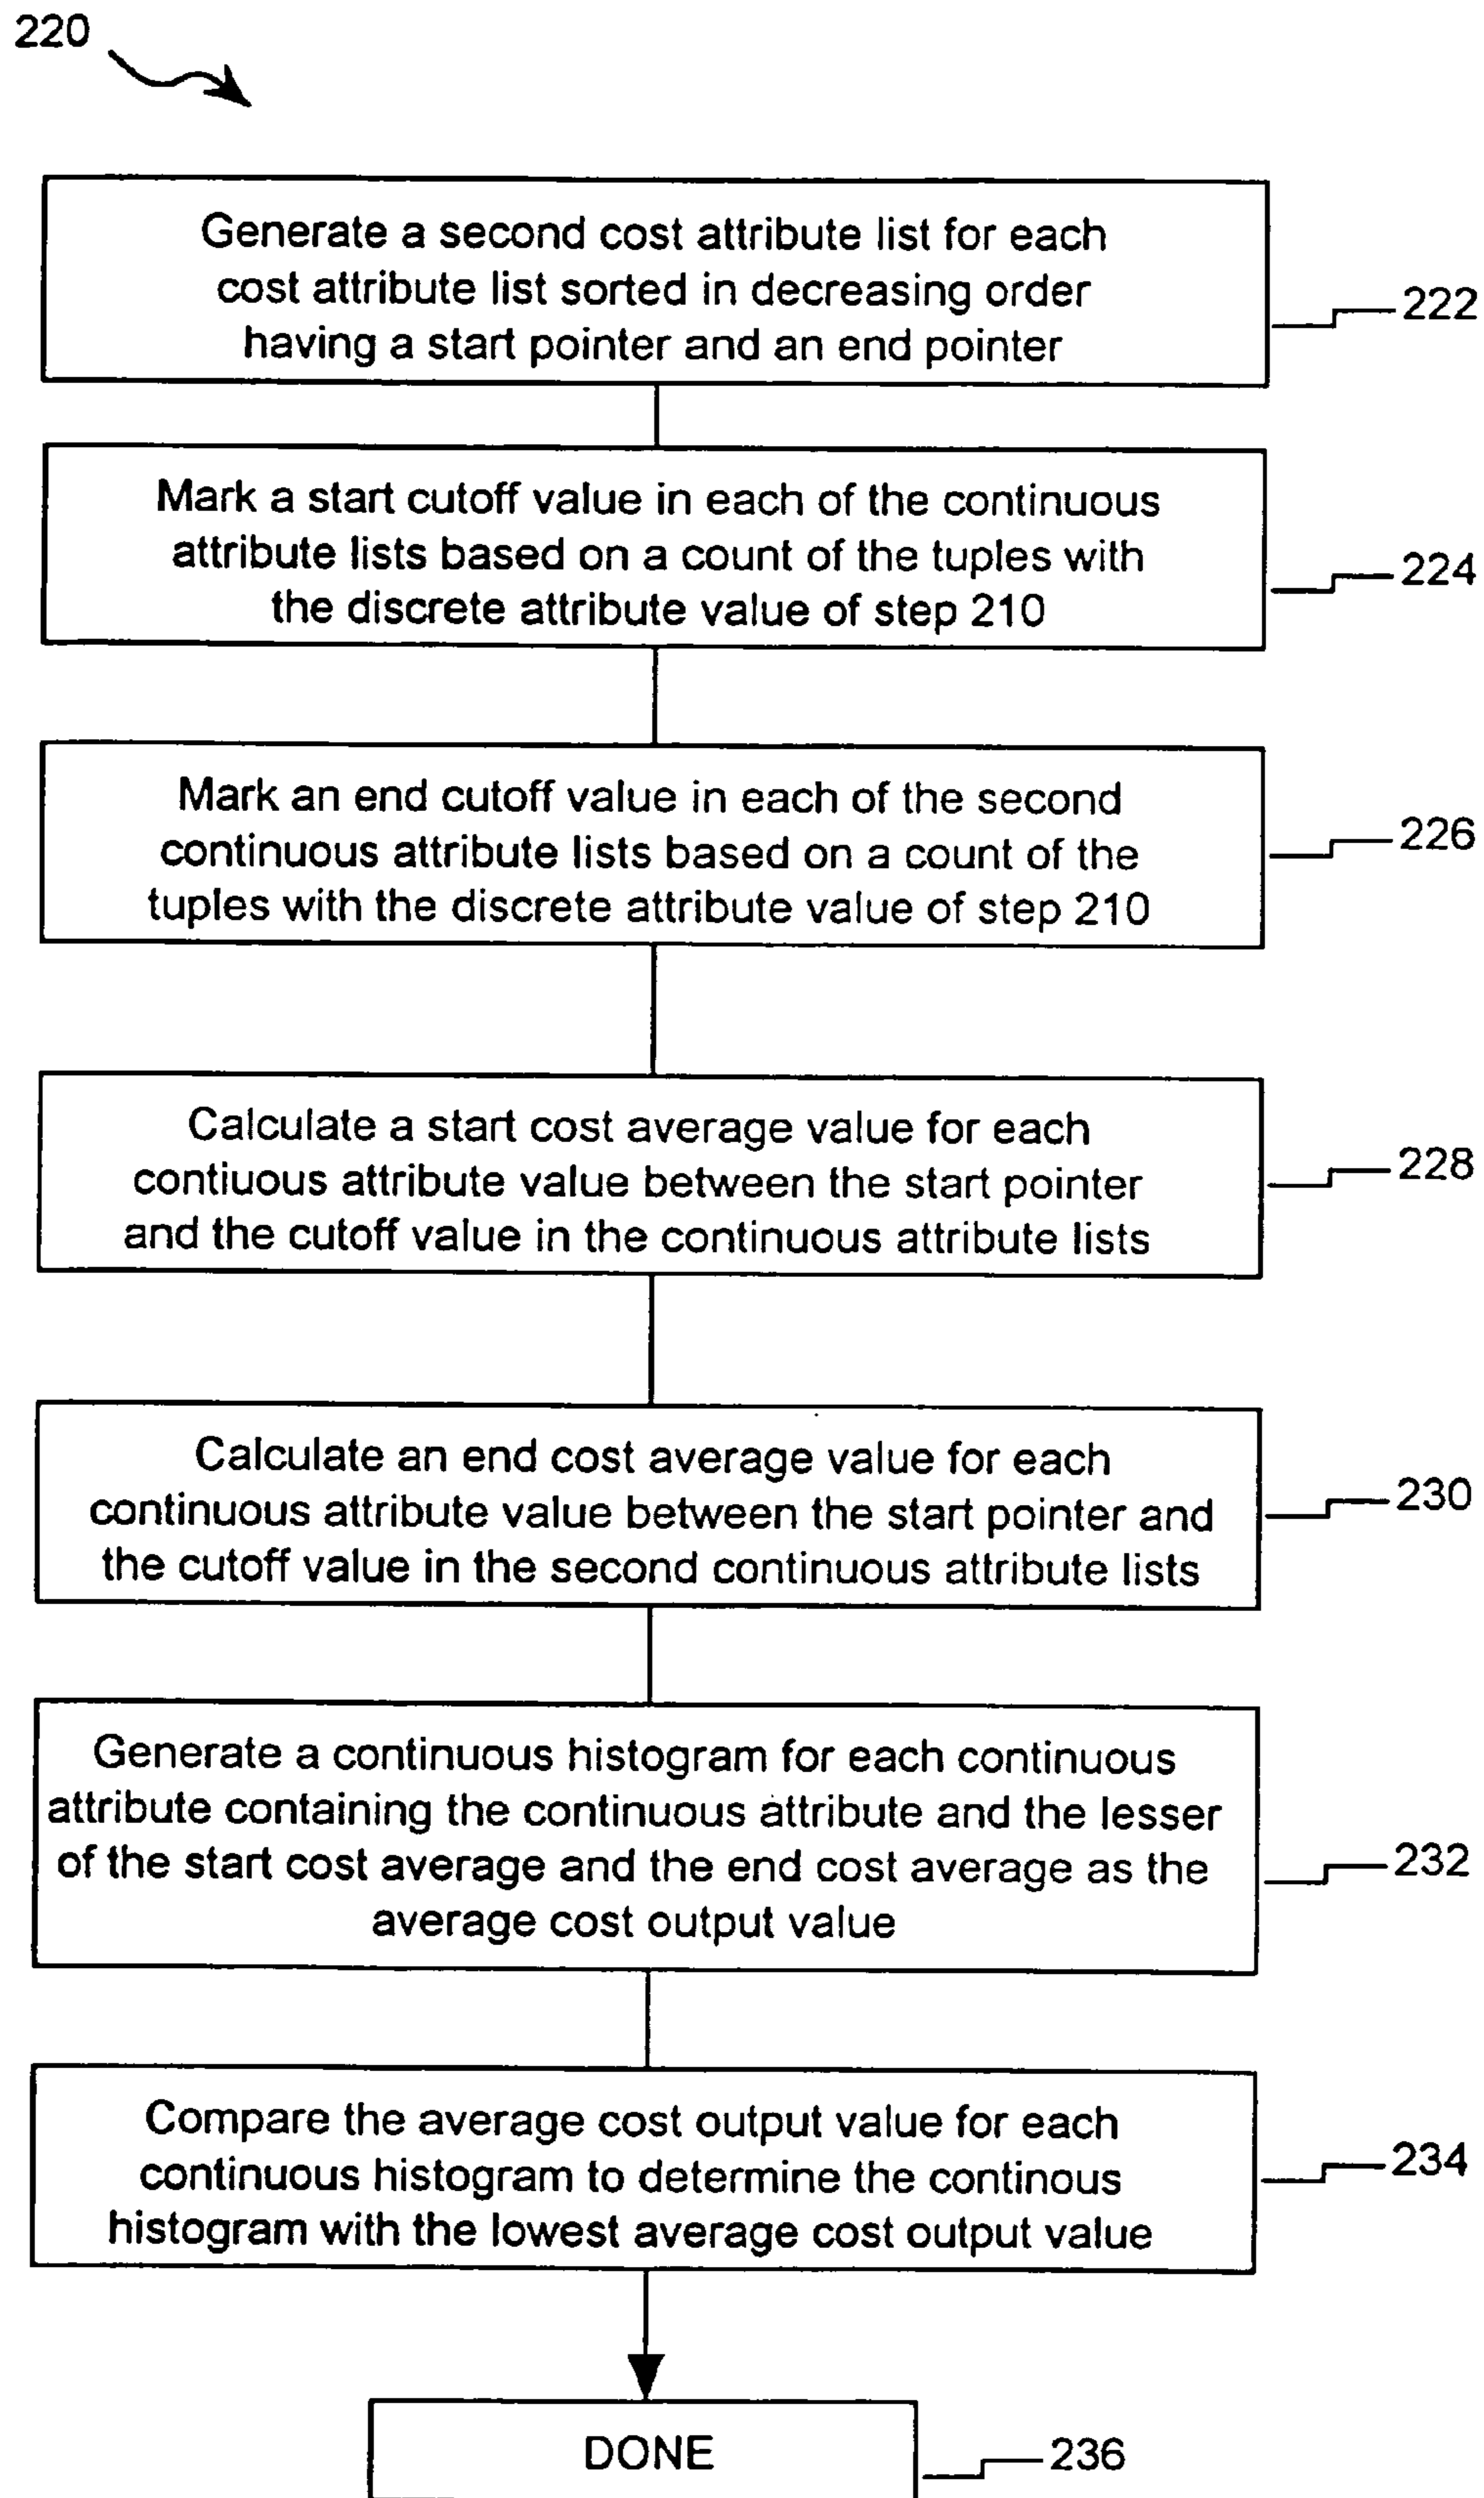 220
Generate a second cost attribute list for each
cost attribute list sorted in decreasing order
having a start pointer and an end pointer
222
Mark a start cutoff value in each of the continuous
attribute lists based on a count of the tuples with
the discrete attribute value of step 210
224
Mark an end cutoff value in each of the second
continuous attribute lists based on a count of the
tuples with the discrete attribute value of step 210
226
Calculate a start cost average value for each
contiuous attribute value between the start pointer
and the cutoff value in the continuous attribute lists
228
Calculate an end cost average value for each
continuous attribute value between the start pointer and
the cutoff value in the second continuous attribute lists
230
Generate a continuous histogram for each continuous
attribute containing the continuous attribute and the lesser
of the start cost average and the end cost average as the
average cost output value
232
Compare the average cost output value for each
continuous histogram to determine the continous
histogram with the lowest average cost output value
234
DONE
236